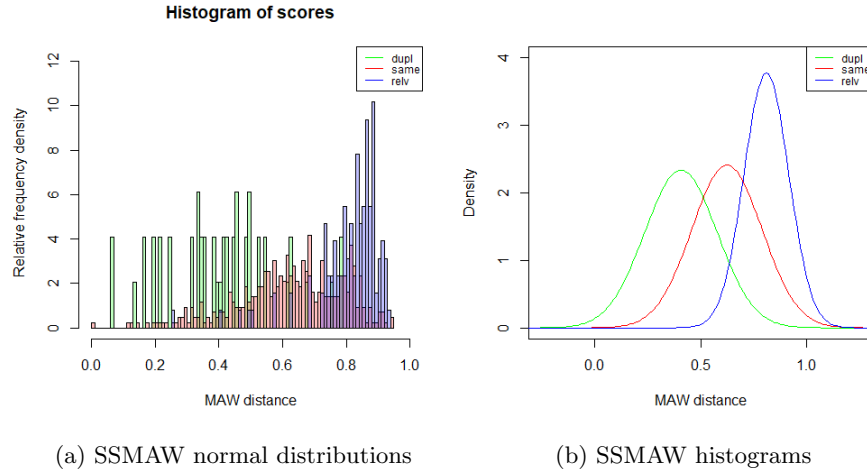 Histogram of scores
Relative frequency density
12
10
8
6
4
2
0
dupl
same
relv
0.0 0.2 0.4 0.6 0.8 1.0
MAW distance
(a) SSMAW normal distributions
Density
4
3
2
1
0
dupl
same
relv
0.0 0.5 1.0
MAW distance
(b) SSMAW histograms